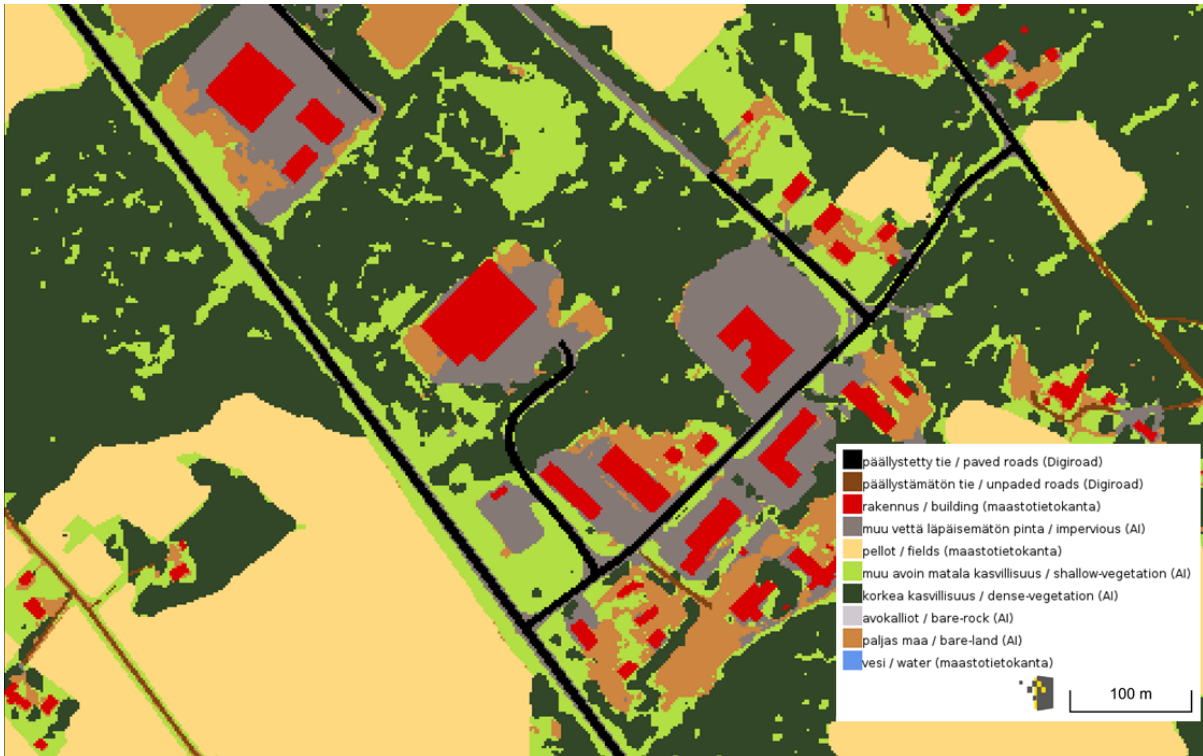 päällystetty tie / paved roads (Digiroad)
päällystämätön tie / unpaded roads (Digiroad)
rakennus / building (maastotietokanta)
muu vettä läpäisemätön pinta / impervious (AI)
pellot / fields (maastotietokanta)
muu avoin matala kasvillisuus / shallow-vegetation (AI)
korkea kasvillisuus / dense-vegetation (AI)
avokalliot / bare-rock (AI)
paljas maa / bare-land (AI)
vesi / water (maastotietokanta)
100 m